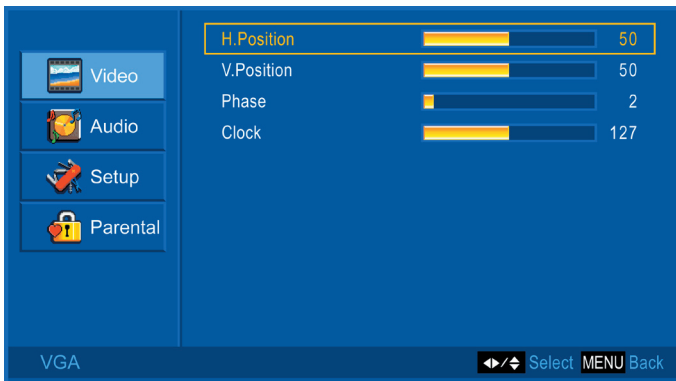 Video
Audio
Setup
Parental
H.Position 50
V.Position 50
Phase 2
Clock 127
VGA
Select MENU Back